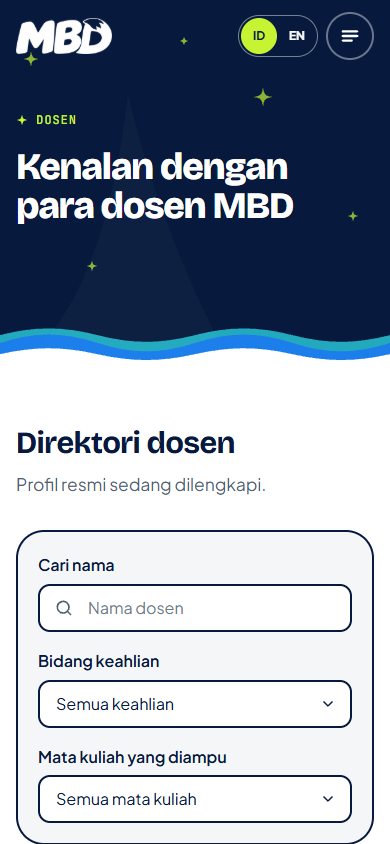 MBD
ID EN
DOSEN
Kenalan dengan
para dosen MBD
Direktori dosen
Profil resmi sedang dilengkapi.
Cari nama
Nama dosen
Bidang keahlian
Semua keahlian
Mata kuliah yang diampu
Semua mata kuliah